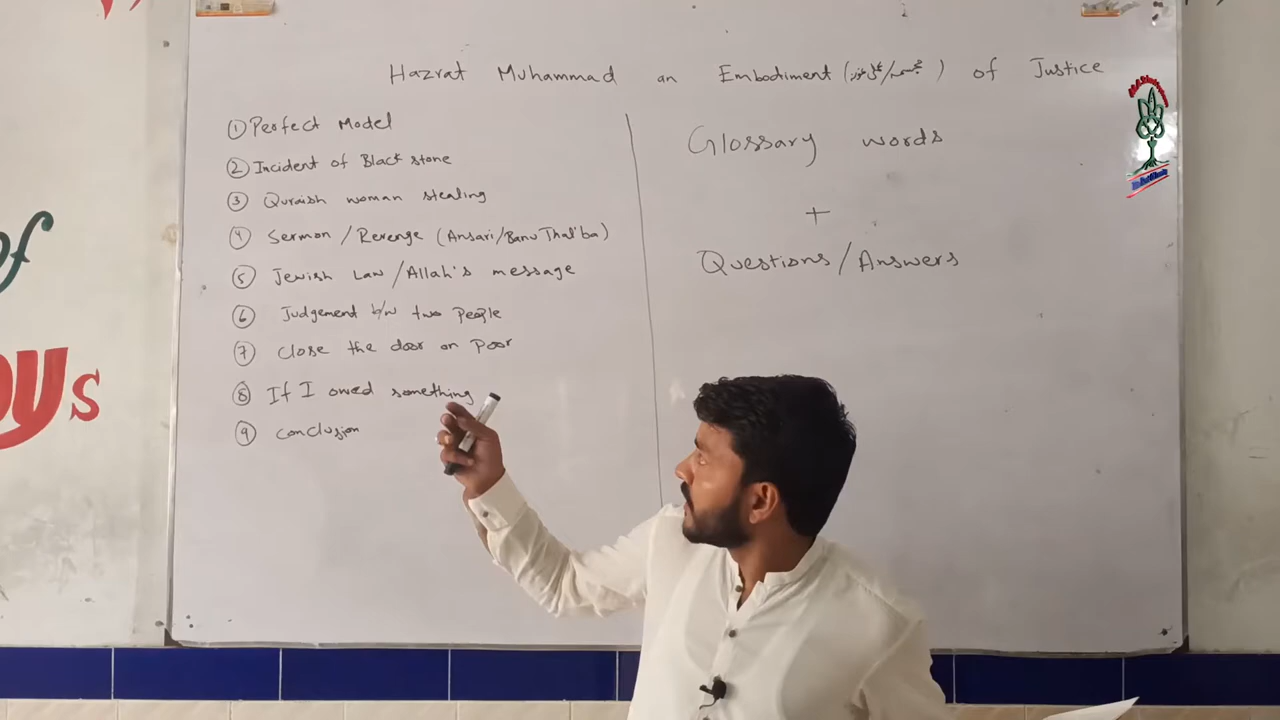 Hazrat Muhammad an Embodiment ( / ) of Justice
① Perfect Model
② Incident of Black stone
③ Quraish woman stealing
④ Sermon / Revenge (Ansari/Banu Thal'ba)
⑤ Jewish Law / Allah's message
⑥ Judgement b/w two people
⑦ Close the door on Poor
⑧ If I owed something
⑨ Conclusion
Glossary words
+
Questions/Answers
of
ous